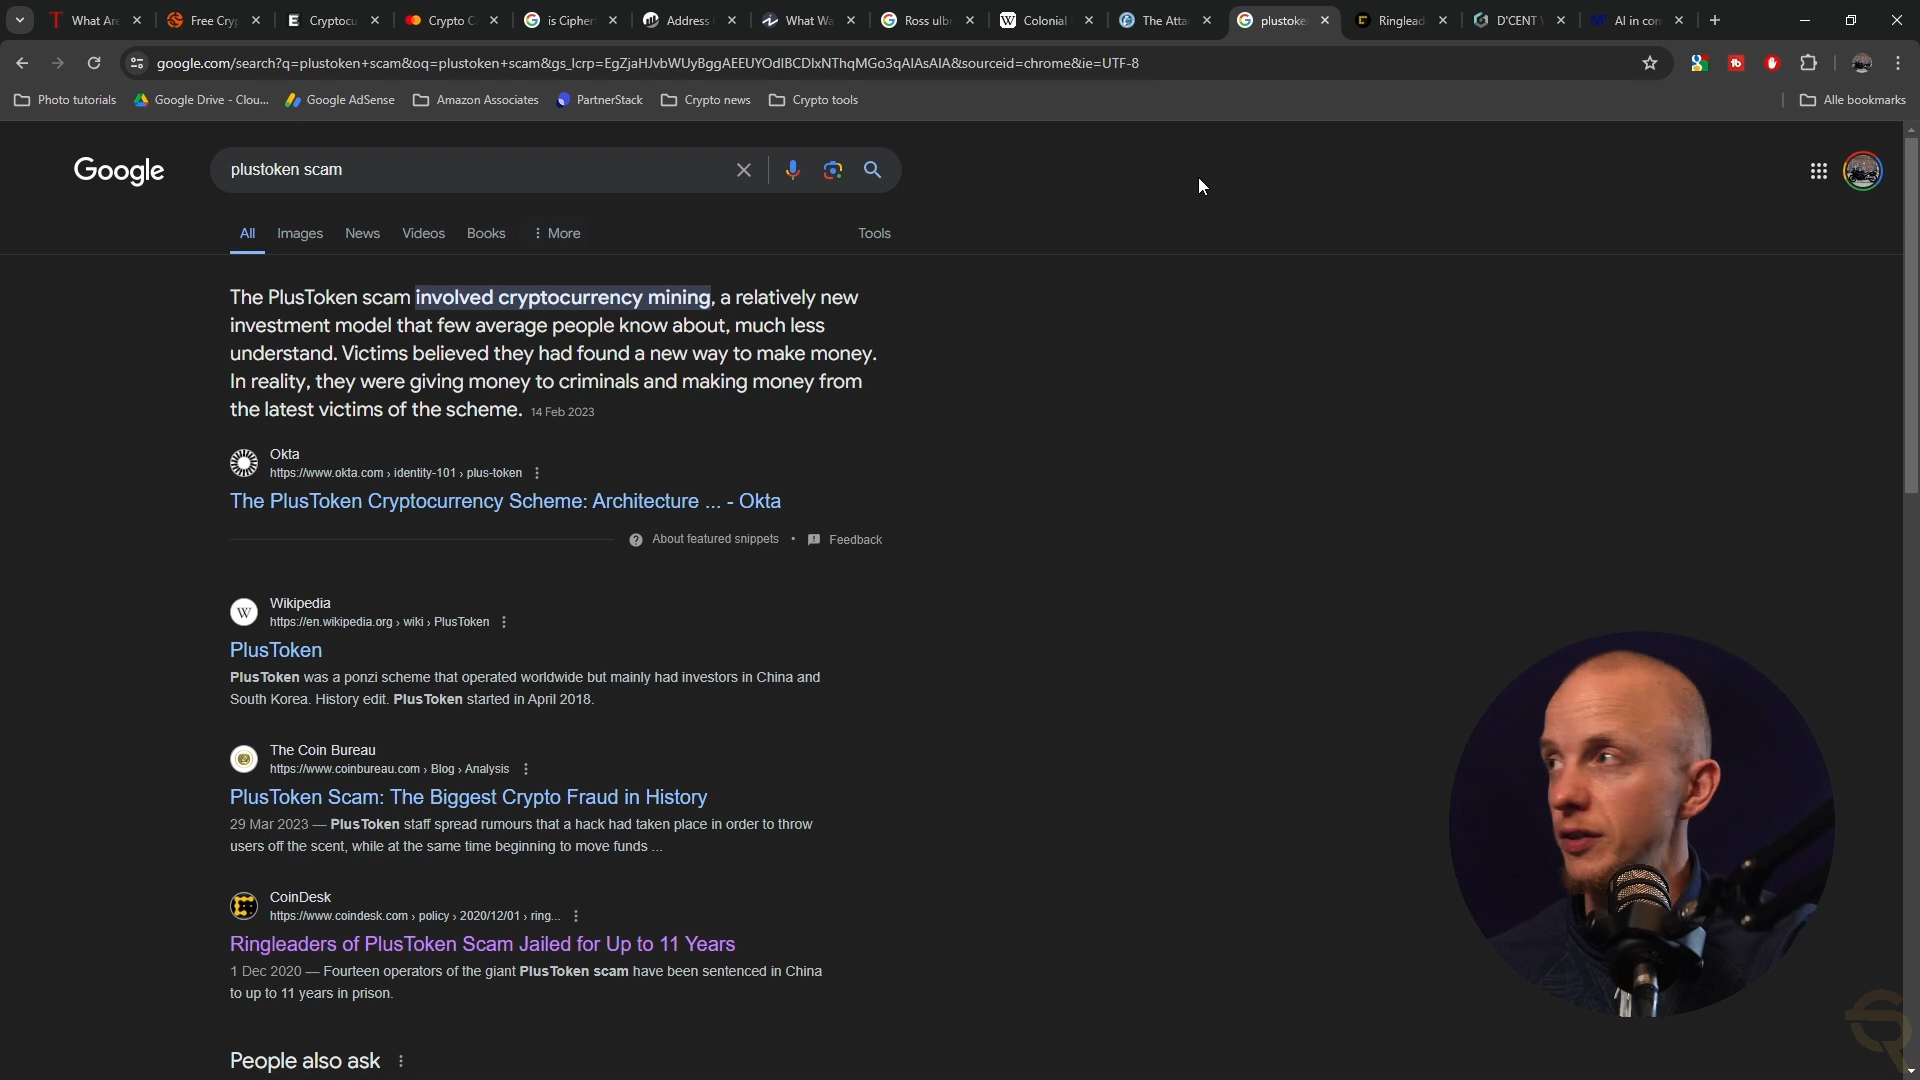 What Are
Free Cryp
Cryptocu
Crypto C
is Cipher
Address
What Wa
Ross ulb
Colonial
The Atta
plustoke
Ringlead
D'CENT
AI in con
google.com/search?q=plustoken+scam&oq=plustoken+scam&gs_lcrp=EgZjaHJvbWUyBggAEEUYOdIBCDIxNThqMGo3qAIAsAIA&sourceid=chrome&ie=UTF-8
Photo tutorials
Google Drive - Clou...
Google AdSense
Amazon Associates
PartnerStack
Crypto news
Crypto tools
Alle bookmarks
Google
plustoken scam
All
Images
News
Videos
Books
More
Tools
The PlusToken scam involved cryptocurrency mining, a relatively new
investment model that few average people know about, much less
understand. Victims believed they had found a new way to make money.
In reality, they were giving money to criminals and making money from
the latest victims of the scheme. 14 Feb 2023
Okta
https://www.okta.com › identity-101 › plus-token
The PlusToken Cryptocurrency Scheme: Architecture ... - Okta
About featured snippets • Feedback
Wikipedia
https://en.wikipedia.org › wiki › PlusToken
PlusToken
PlusToken was a ponzi scheme that operated worldwide but mainly had investors in China and
South Korea. History edit. PlusToken started in April 2018.
The Coin Bureau
https://www.coinbureau.com › Blog › Analysis
PlusToken Scam: The Biggest Crypto Fraud in History
29 Mar 2023 — PlusToken staff spread rumours that a hack had taken place in order to throw
users off the scent, while at the same time beginning to move funds ...
CoinDesk
https://www.coindesk.com › policy › 2020/12/01 › ring...
Ringleaders of PlusToken Scam Jailed for Up to 11 Years
1 Dec 2020 — Fourteen operators of the giant PlusToken scam have been sentenced in China
to up to 11 years in prison.
People also ask